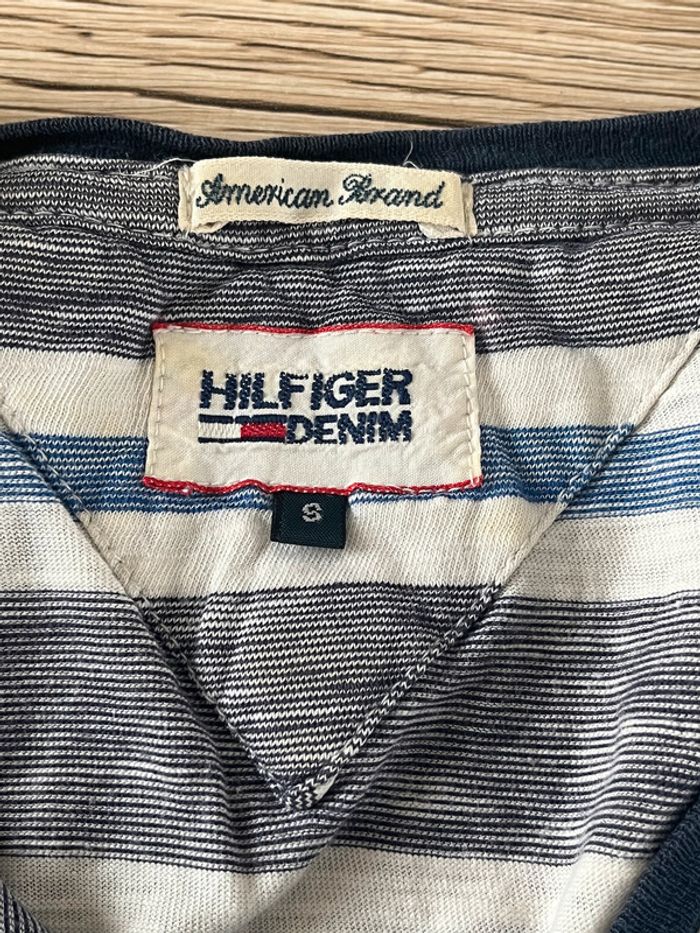 American Brand
HILFIGER
DENIM
S